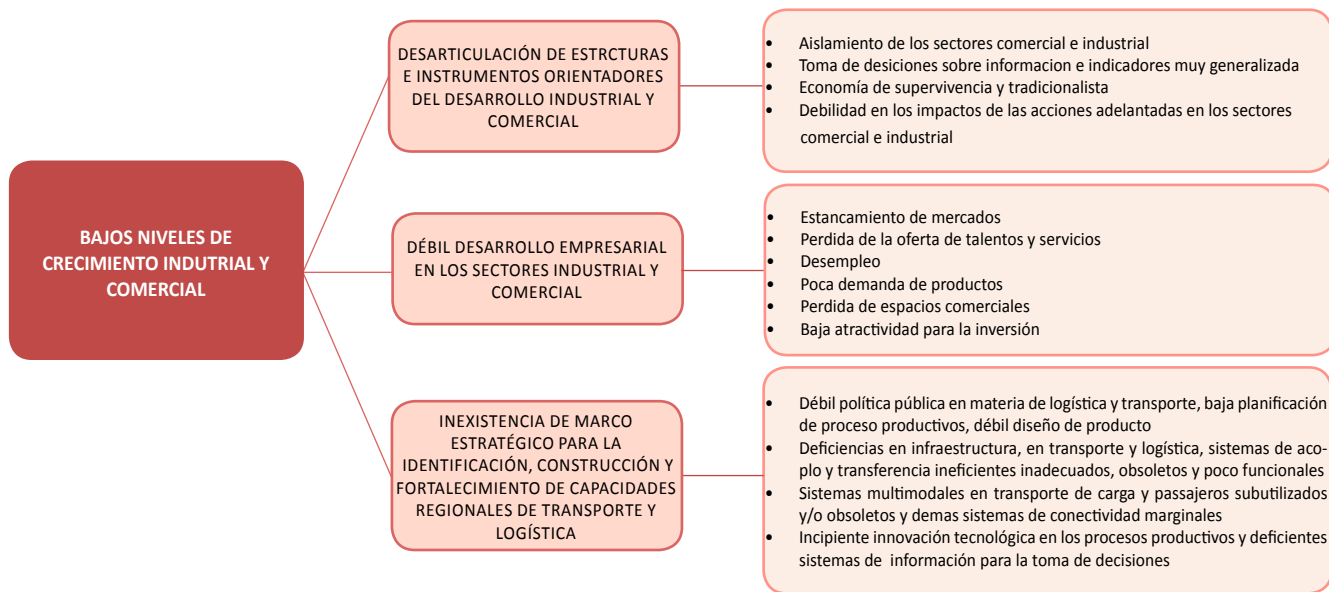 BAJOS NIVELES DE
CRECIMIENTO INDUTRIAL Y
COMERCIAL
DESARTICULACIÓN DE ESTRCTURAS
E INSTRUMENTOS ORIENTADORES
DEL DESARROLLO INDUSTRIAL Y
COMERCIAL
• Aislamiento de los sectores comercial e industrial
• Toma de desiciones sobre informacion e indicadores muy generalizada
• Economía de supervivencia y tradicionalista
• Debilidad en los impactos de las acciones adelantadas en los sectores
comercial e industrial
DÉBIL DESARROLLO EMPRESARIAL
EN LOS SECTORES INDUSTRIAL Y
COMERCIAL
• Estancamiento de mercados
• Perdida de la oferta de talentos y servicios
• Desempleo
• Poca demanda de productos
• Perdida de espacios comerciales
• Baja atractividad para la inversión
INEXISTENCIA DE MARCO
ESTRATÉGICO PARA LA
IDENTIFICACIÓN, CONSTRUCCIÓN Y
FORTALECIMIENTO DE CAPACIDADES
REGIONALES DE TRANSPORTE Y
LOGÍSTICA
• Débil política pública en materia de logística y transporte, baja planificación
de proceso productivos, débil diseño de producto
• Deficiencias en infraestructura, en transporte y logística, sistemas de aco-
plo y transferencia ineficientes inadecuados, obsoletos y poco funcionales
• Sistemas multimodales en transporte de carga y passajeros subutilizados
y/o obsoletos y demas sistemas de conectividad marginales
• Incipiente innovación tecnológica en los procesos productivos y deficientes
sistemas de información para la toma de decisiones